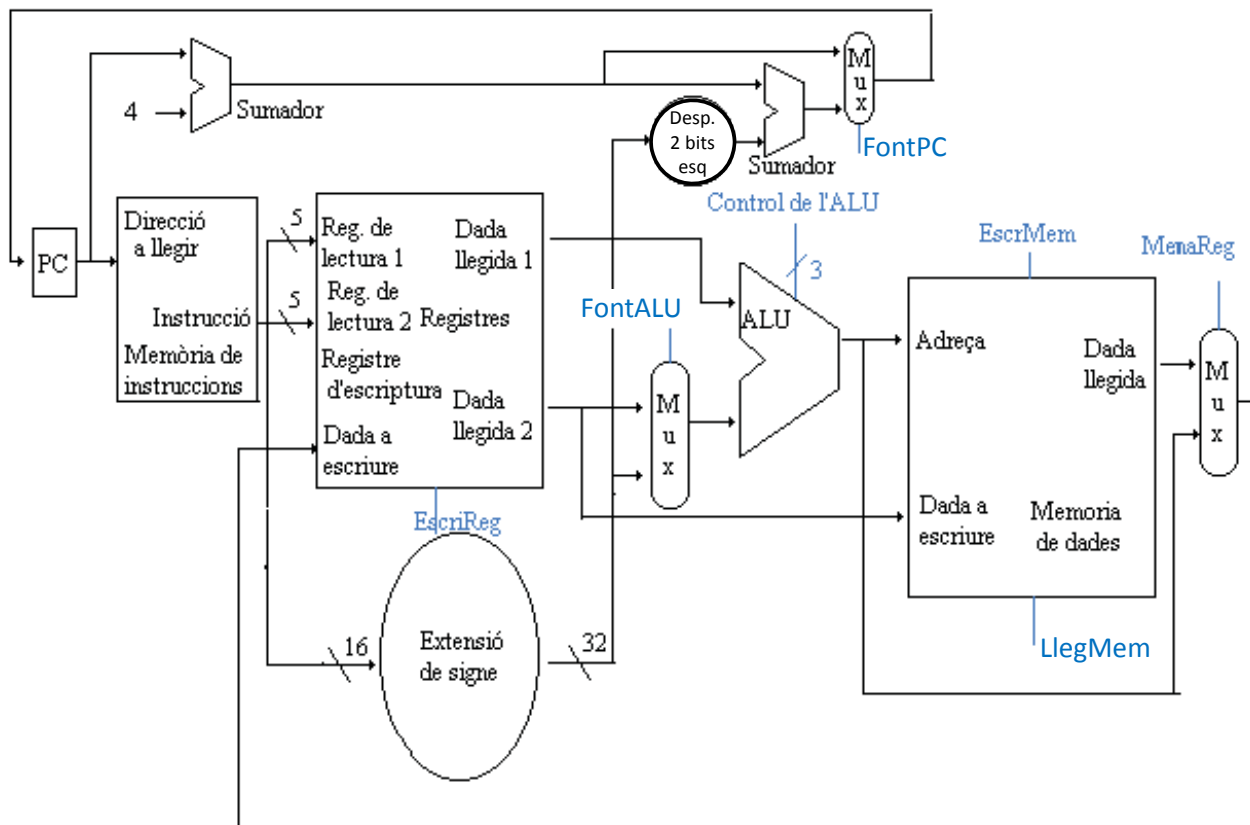 M
u
x
4
Sumador
Desp.
2 bits
esq
Sumador
FontPC
Control de l'ALU
3
EscrMem
MemaReg
PC
Direcció
a llegir
Instrucció
Memòria de
instruccions
5
5
Reg. de
lectura 1
Reg. de
lectura 2
Registres
Registre
d'escriptura
Dada a
escriure
Dada
llegida 1
Dada
llegida 2
EscriReg
FontALU
M
u
x
ALU
Adreça
Dada
llegida
Dada a
escriure
Memoria
de dades
LlegMem
M
u
x
16
Extensió
de signe
32